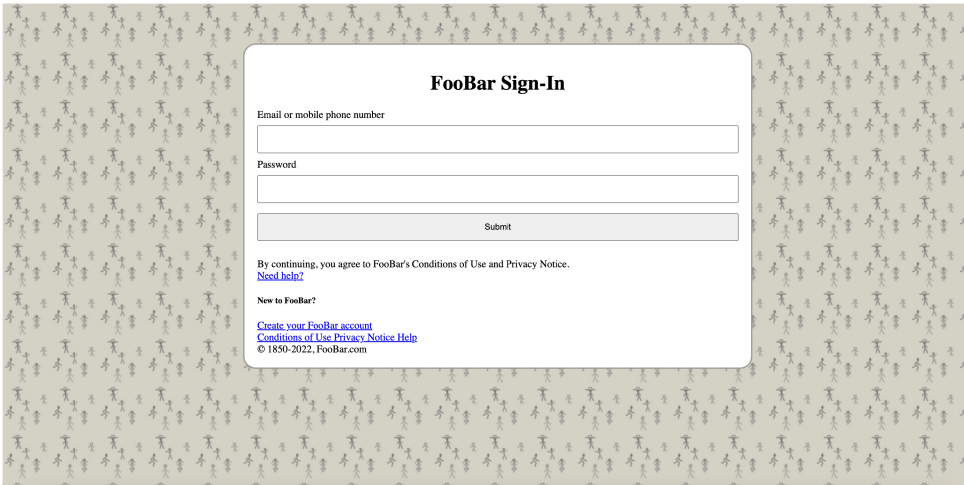 FooBar Sign-In
Email or mobile phone number
Password
Submit
By continuing, you agree to FooBar's Conditions of Use and Privacy Notice.
Need help?
New to FooBar?
Create your FooBar account
Conditions of Use Privacy Notice Help
© 1850-2022, FooBar.com